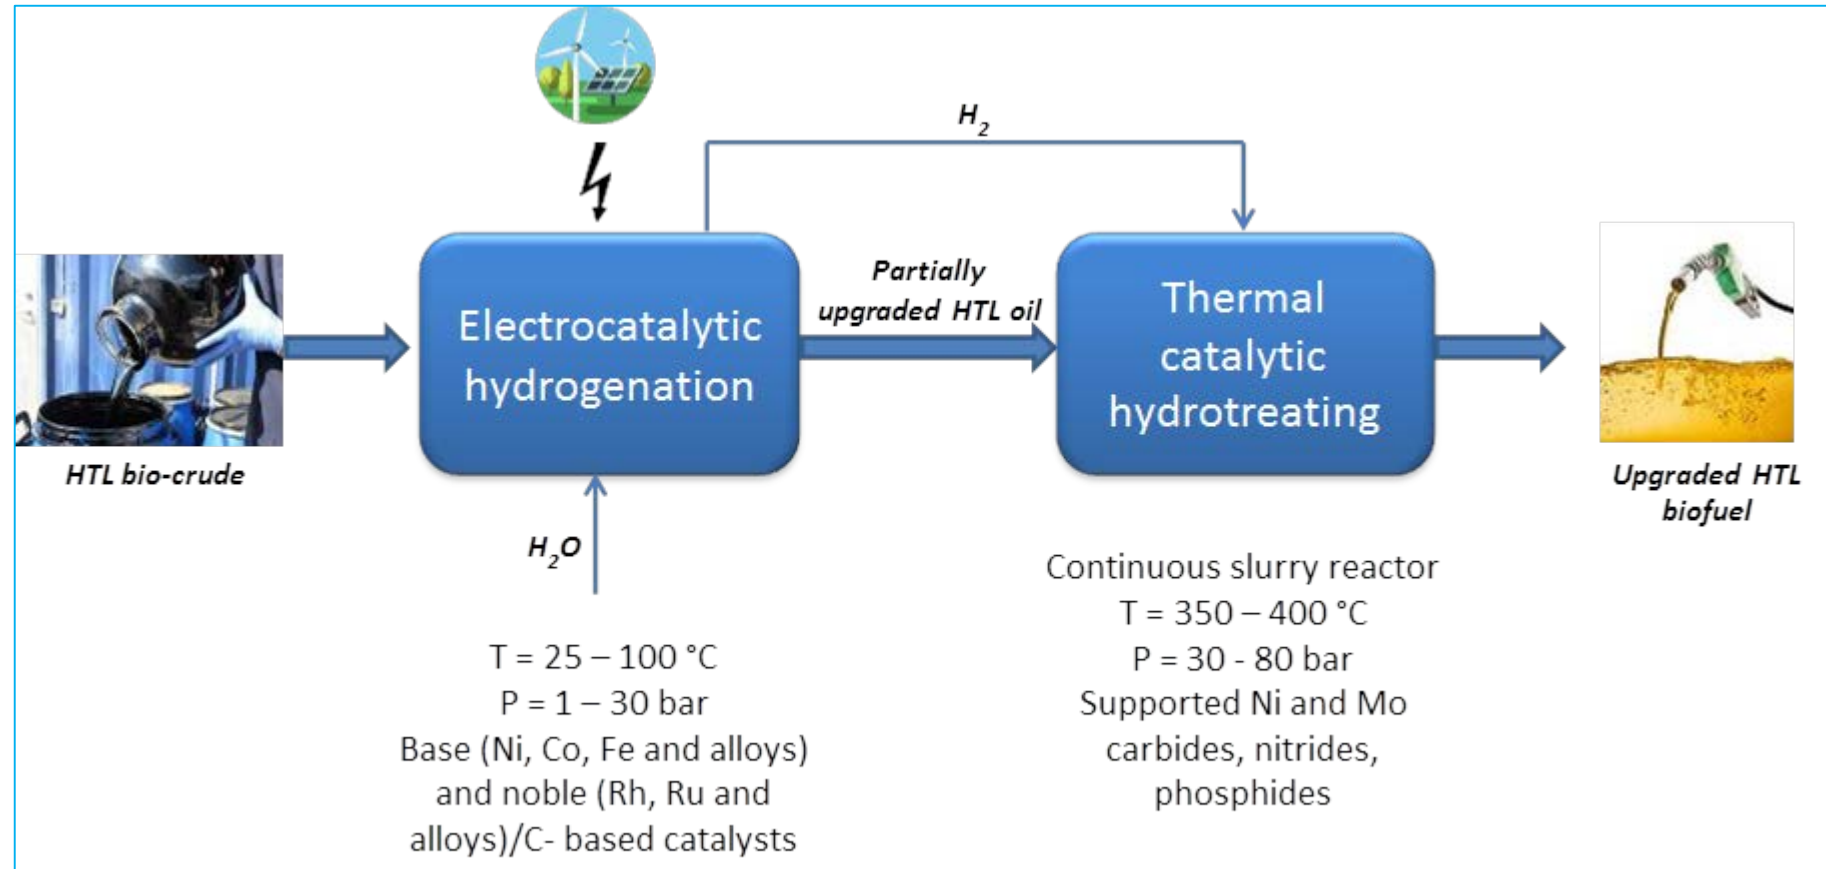 H₂
Partially
upgraded HTL oil
Electrocatalytic
hydrogenation
Thermal
catalytic
hydrotreating
HTL bio-crude
Upgraded HTL
biofuel
H₂O
T = 25 – 100 °C
P = 1 – 30 bar
Base (Ni, Co, Fe and alloys)
and noble (Rh, Ru and
alloys)/C- based catalysts
Continuous slurry reactor
T = 350 – 400 °C
P = 30 - 80 bar
Supported Ni and Mo
carbides, nitrides,
phosphides